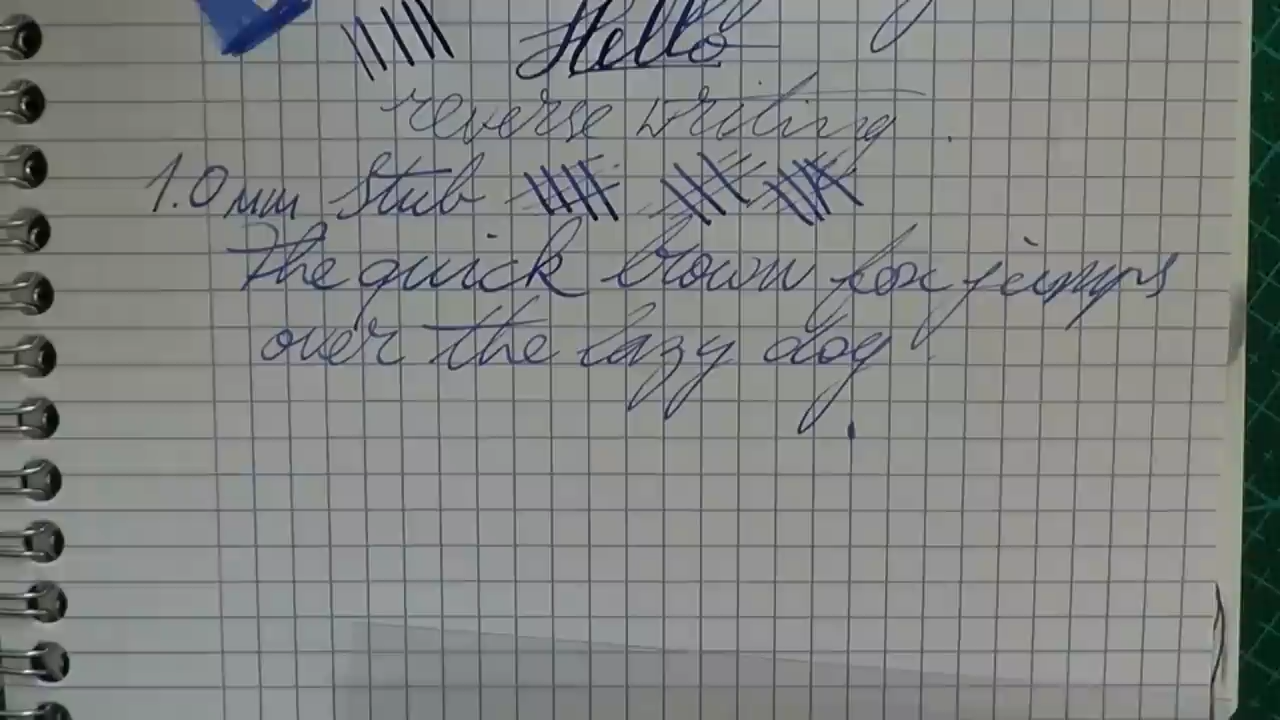 Hello
reverse writing.
1.0mm Stub
The quick brown fox jumps
over the lazy dog.